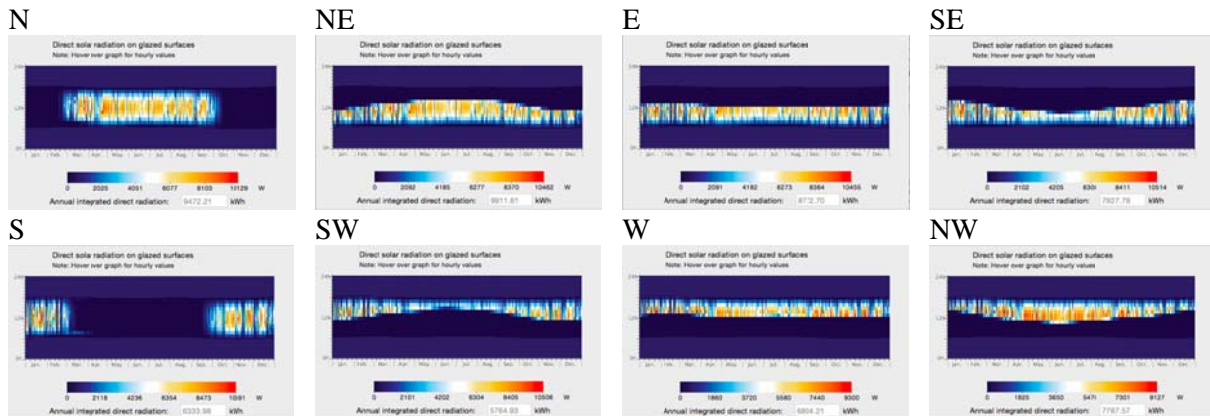 N NE E SE
Direct solar radiation on glazed surfaces Direct solar radiation on glazed surfaces Direct solar radiation on glazed surfaces Direct solar radiation on glazed surfaces
Note: Hover over graph for hourly values Note: Hover over graph for hourly values Note: Hover over graph for hourly values Note: Hover over graph for hourly values
0 2025 4051 6077 8103 10129 W 0 2092 4185 6277 8370 10462 W 0 2091 4182 6273 8364 10455 W 0 2102 4205 6308 8411 10514 W
Annual integrated direct radiation: 9472.21 kWh Annual integrated direct radiation: 9911.81 kWh Annual integrated direct radiation: kWh Annual integrated direct radiation: 7927.78 kWh
S SW W NW
Direct solar radiation on glazed surfaces Direct solar radiation on glazed surfaces Direct solar radiation on glazed surfaces Direct solar radiation on glazed surfaces
Note: Hover over graph for hourly values Note: Hover over graph for hourly values Note: Hover over graph for hourly values Note: Hover over graph for hourly values
0 2118 4236 6354 8473 W 0 2101 4202 6304 8405 10506 W 0 1860 3720 5580 7440 9300 W 0 1825 3650 5471 7301 9127 W
Annual integrated direct radiation: kWh Annual integrated direct radiation: 5764.93 kWh Annual integrated direct radiation: 6804.21 kWh Annual integrated direct radiation: kWh